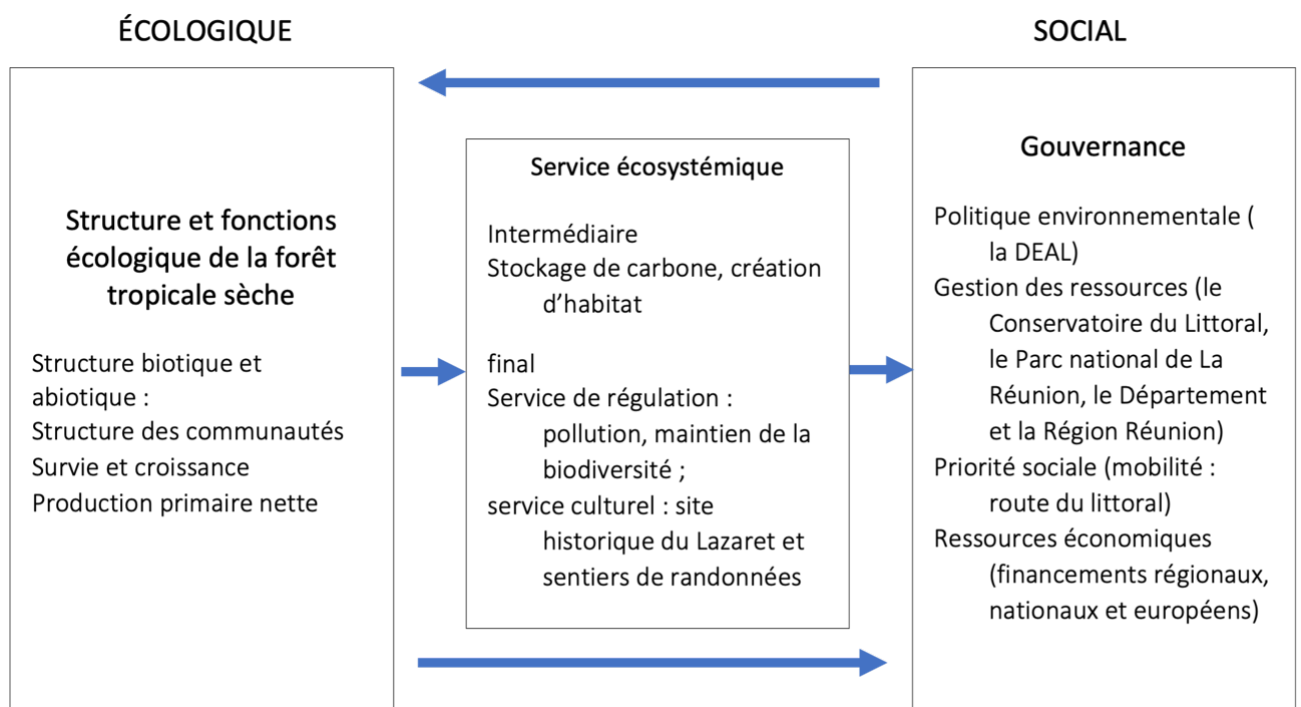 ÉCOLOGIQUE
SOCIAL
Structure et fonctions
écologique de la forêt
tropicale sèche
Structure biotique et
abiotique :
Structure des communautés
Survie et croissance
Production primaire nette
Service écosystémique
Intermédiaire
Stockage de carbone, création
d’habitat
final
Service de régulation :
pollution, maintien de la
biodiversité ;
service culturel : site
historique du Lazaret et
sentiers de randonnées
Gouvernance
Politique environnementale (
la DEAL)
Gestion des ressources (le
Conservatoire du Littoral,
le Parc national de La
Réunion, le Département
et la Région Réunion)
Priorité sociale (mobilité :
route du littoral)
Ressources économiques
(financements régionaux,
nationaux et européens)